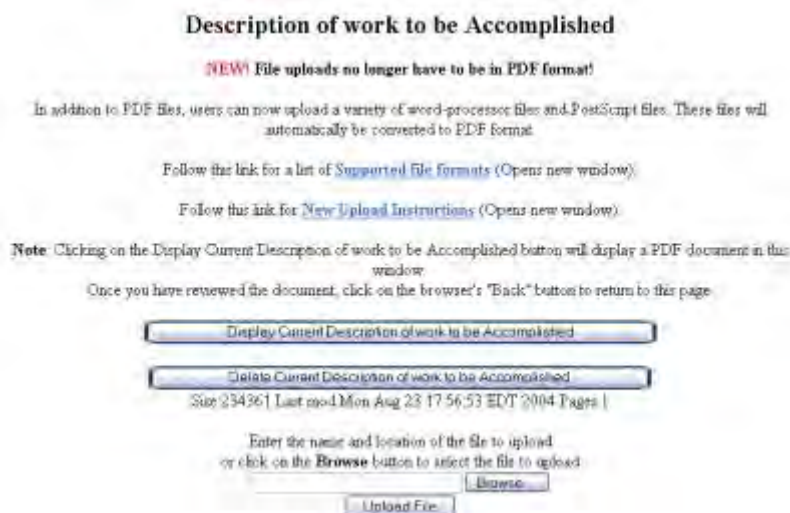 Description of work to be Accomplished
NEW! File uploads no longer have to be in PDF format!
In addition to PDF files, users can now upload a variety of word-processor files and PostScript files. These files will
automatically be converted to PDF format.
Follow this link for a list of Supported file formats (Opens new window).
Follow this link for New Upload Instructions (Opens new window).
Note: Clicking on the Display Current Description of work to be Accomplished button will display a PDF document in this
window.
Once you have reviewed the document, click on the browser's "Back" button to return to this page.
Display Current Description of work to be Accomplished
Delete Current Description of work to be Accomplished
Size 234361 Last mod Mon Aug 23 17:56:53 EDT 2004 Pages 1
Enter the name and location of the file to upload
or click on the Browse button to select the file to upload
Browse...
Upload File